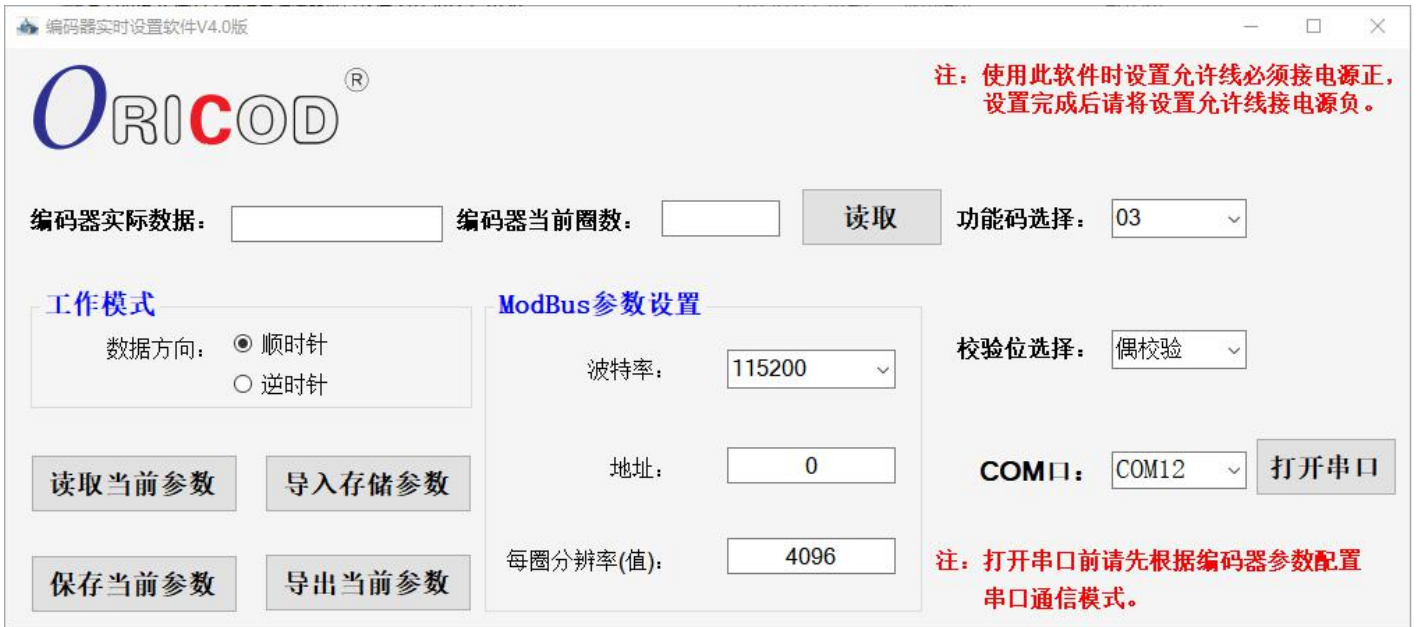 编码器实时设置软件V4.0版
ORICOD®
注：使用此软件时设置允许线必须接电源正，
设置完成后请将设置允许线接电源负。
编码器实际数据：
编码器当前圈数：
读取
功能码选择：
03
工作模式
数据方向：
顺时针
逆时针
ModBus参数设置
波特率：
115200
地址：
0
每圈分辨率(值)：
4096
校验位选择：
偶校验
COM口：
COM12
打开串口
读取当前参数
导入存储参数
保存当前参数
导出当前参数
注：打开串口前请先根据编码器参数配置
串口通信模式。